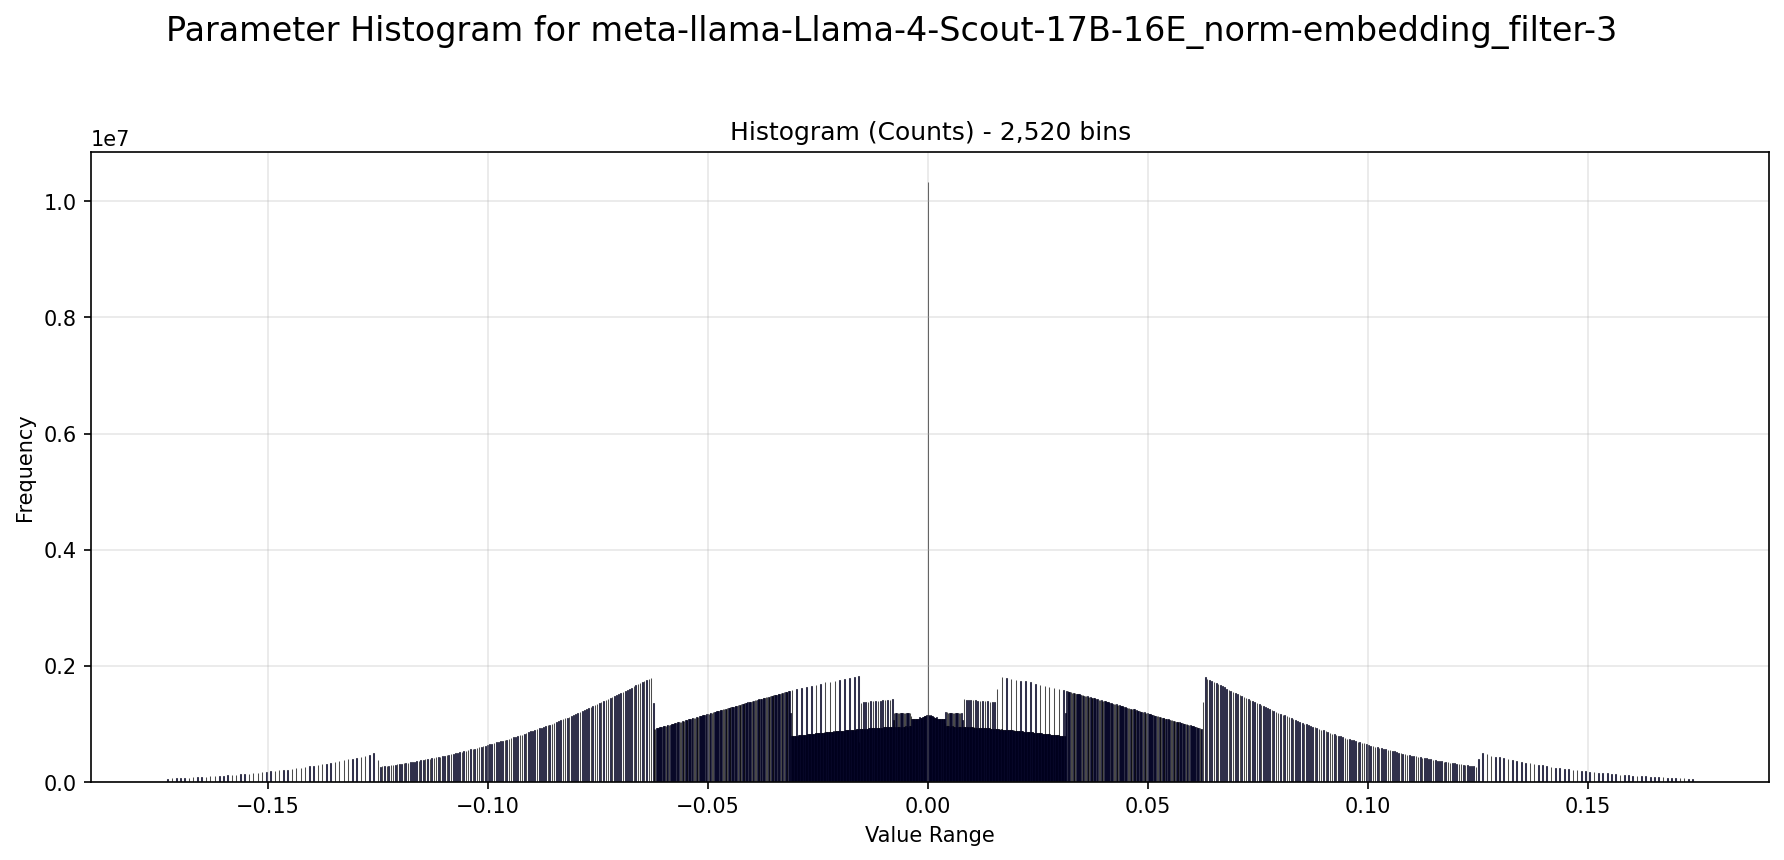 Parameter Histogram for meta-llama-Llama-4-Scout-17B-16E_norm-embedding_filter-3
Histogram (Counts) - 2,520 bins
1e7
1.0
0.8
0.6
0.4
0.2
0.0
Frequency
−0.15
−0.10
−0.05
0.00
0.05
0.10
0.15
Value Range